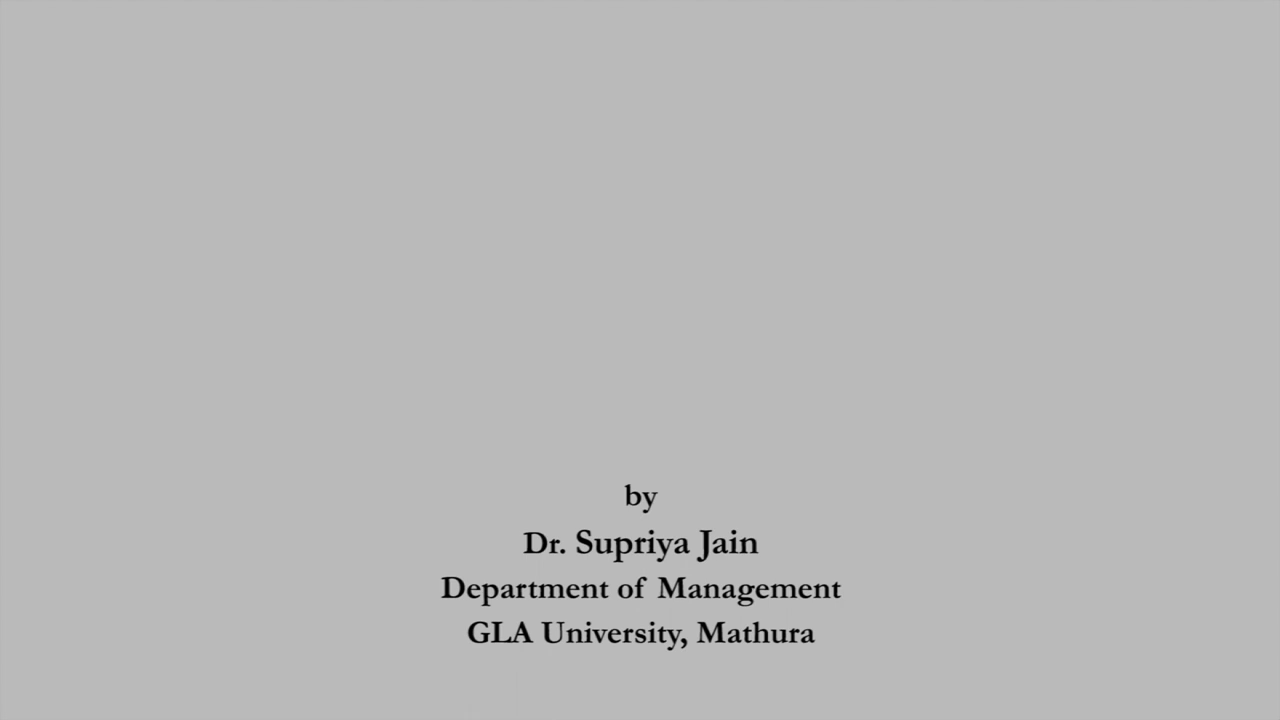 by
Dr. Supriya Jain
Department of Management
GLA University, Mathura